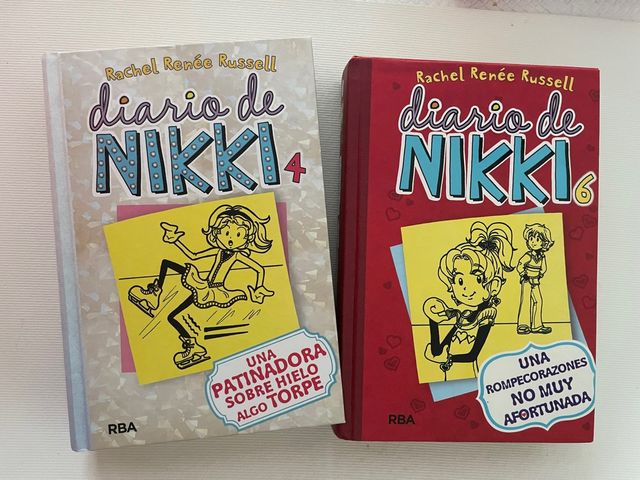 Rachel Renée Russell
diario de
NIKKI 4
UNA
PATINADORA
SOBRE HIELO
ALGO TORPE
RBA
Rachel Renée Russell
diario de
NIKKI 6
UNA
ROMPECORAZONES
NO MUY
AFORTUNADA
RBA